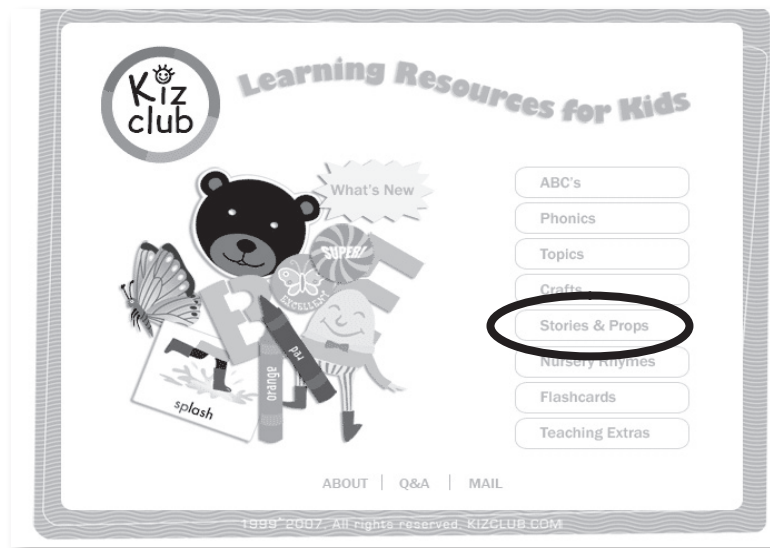 Kiz
club
Learning Resources for Kids
What's New
SUPER!
EXCELLENT
B
E
red
orange
splash
ABC's
Phonics
Topics
Crafts
Stories & Props
Nursery Rhymes
Flashcards
Teaching Extras
ABOUT | Q&A | MAIL
1999~2007, All rights reserved. KIZCLUB.COM